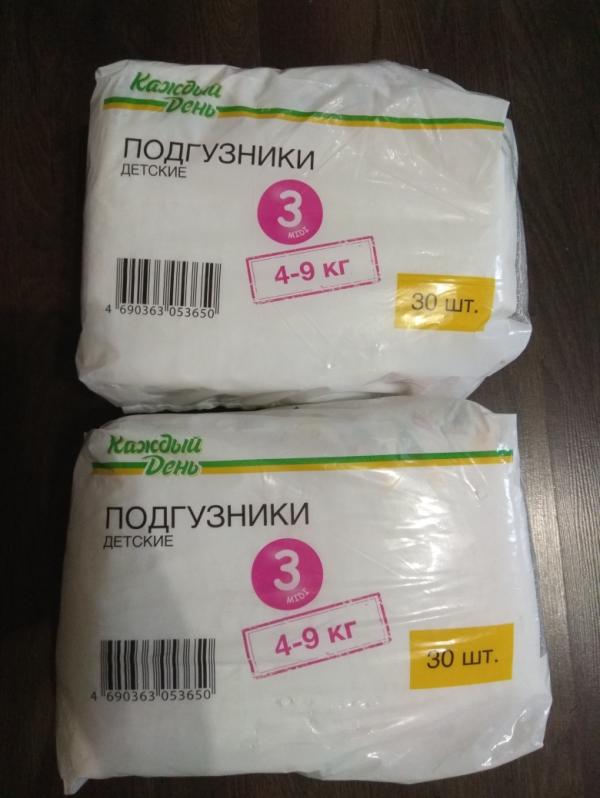 Каждый
День
ПОДГУЗНИКИ
ДЕТСКИЕ
3
MIDI
4-9 кг
30 шт.
4 690363 053650
Каждый
День
ПОДГУЗНИКИ
ДЕТСКИЕ
3
MIDI
4-9 кг
30 шт.
4 690363 053650